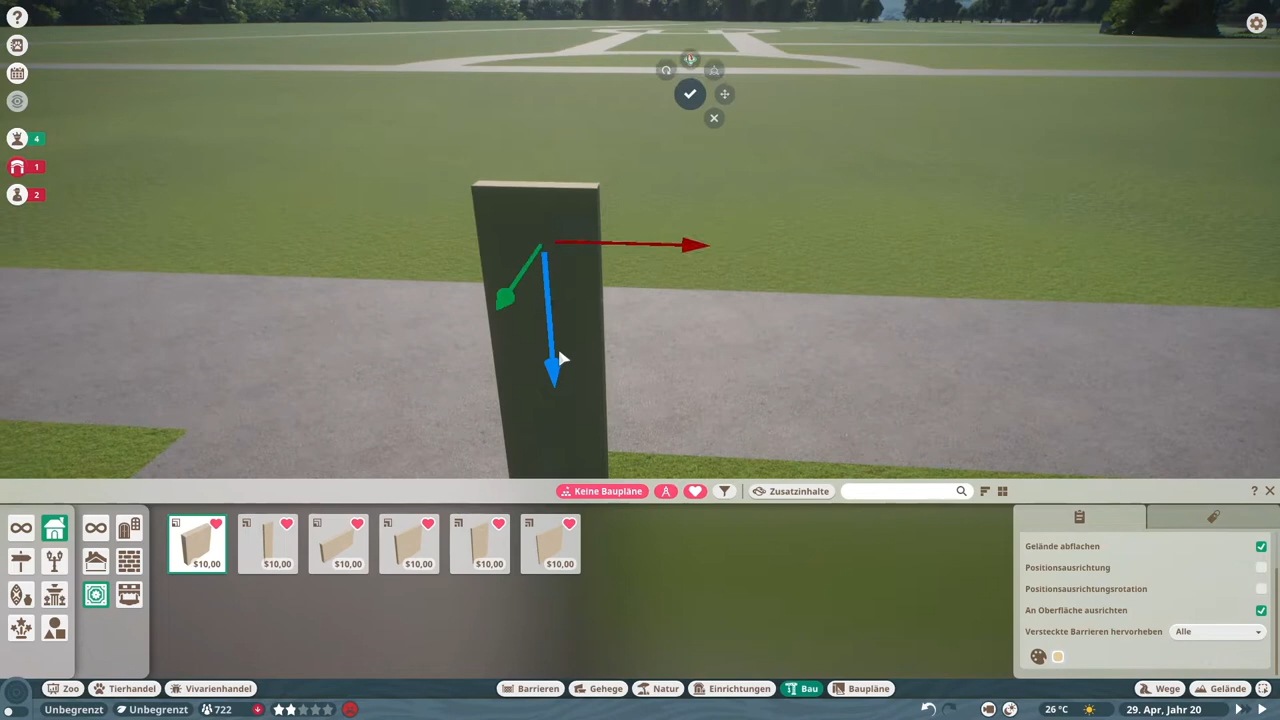 4
1
2
Keine Baupläne
Zusatzinhalte
?
$10,00 $10,00 $10,00 $10,00 $10,00 $10,00
Gelände abflachen
Positionsausrichtung
Positionsausrichtungsrotation
An Oberfläche ausrichten
Versteckte Barrieren hervorheben Alle
Zoo Tierhandel Vivarienhandel Barrieren Gehege Natur Einrichtungen Bau Baupläne Wege Gelände
Unbegrenzt Unbegrenzt 722 26 °C 29. Apr, Jahr 20